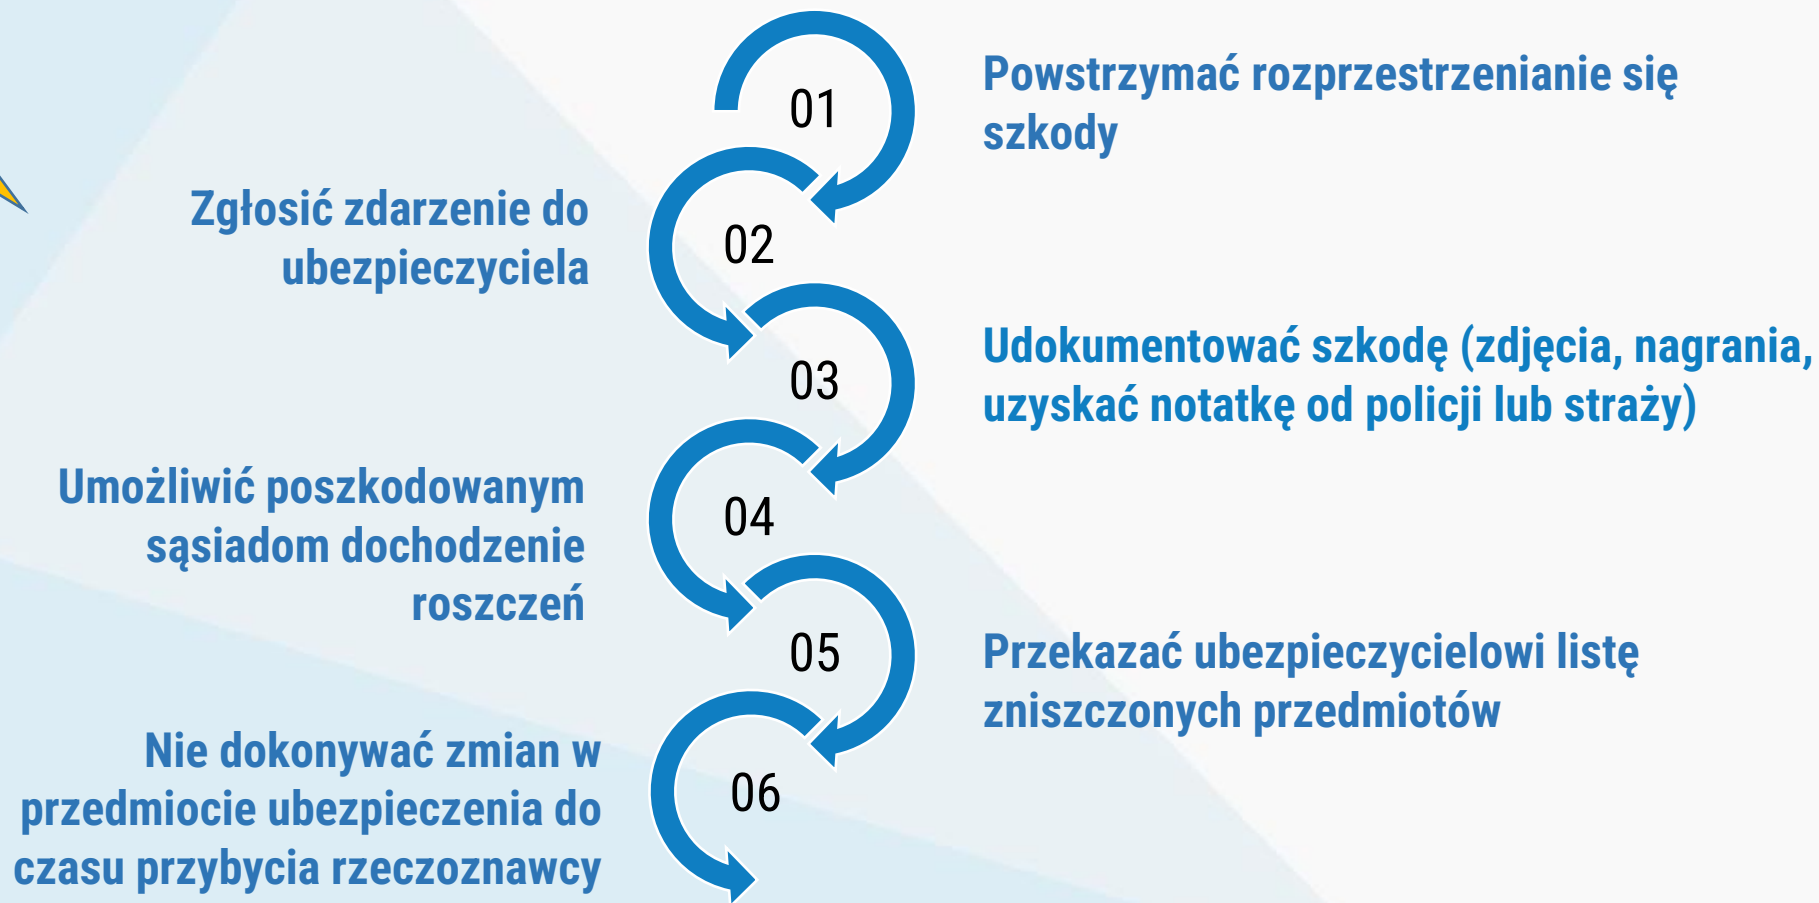 01
Powstrzymać rozprzestrzenianie się
szkody
Zgłosić zdarzenie do
ubezpieczyciela
02
03
Udokumentować szkodę (zdjęcia, nagrania,
uzyskać notatkę od policji lub straży)
Umożliwić poszkodowanym
sąsiadom dochodzenie
roszczeń
04
05
Przekazać ubezpieczycielowi listę
zniszczonych przedmiotów
Nie dokonywać zmian w
przedmiocie ubezpieczenia do
czasu przybycia rzeczoznawcy
06